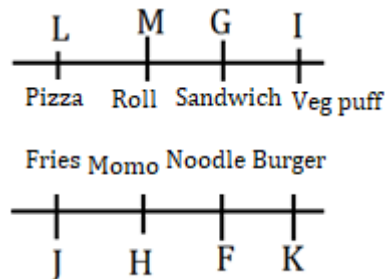 L M G I
Pizza Roll Sandwich Veg puff
Fries Momo Noodle Burger
J H F K